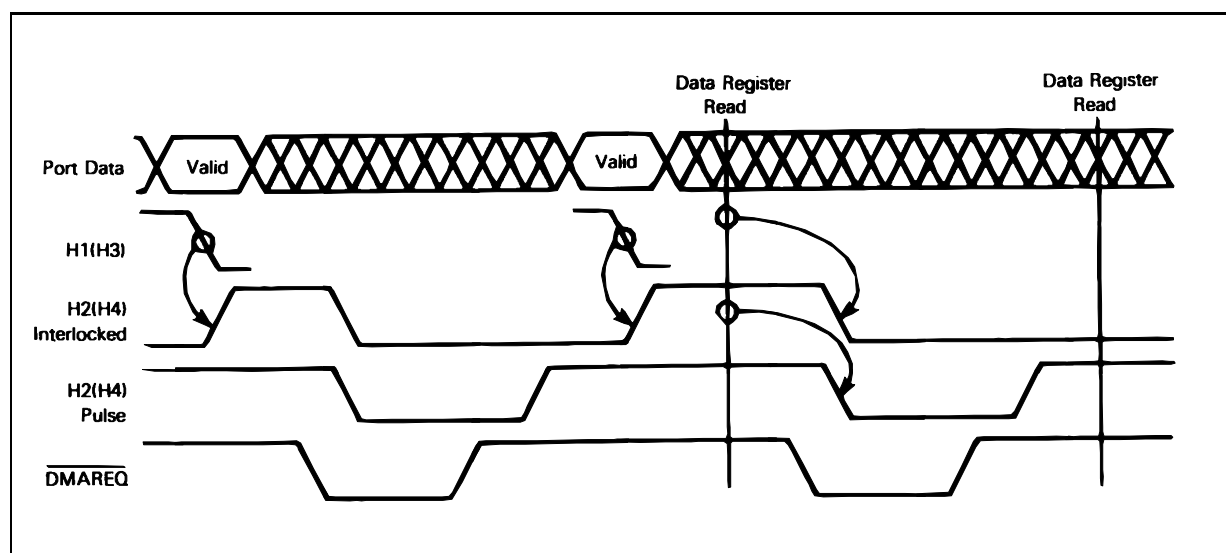 Data Register
Read
Data Register
Read
Port Data
Valid
Valid
H1(H3)
H2(H4)
Interlocked
H2(H4)
Pulse
DMAREQ